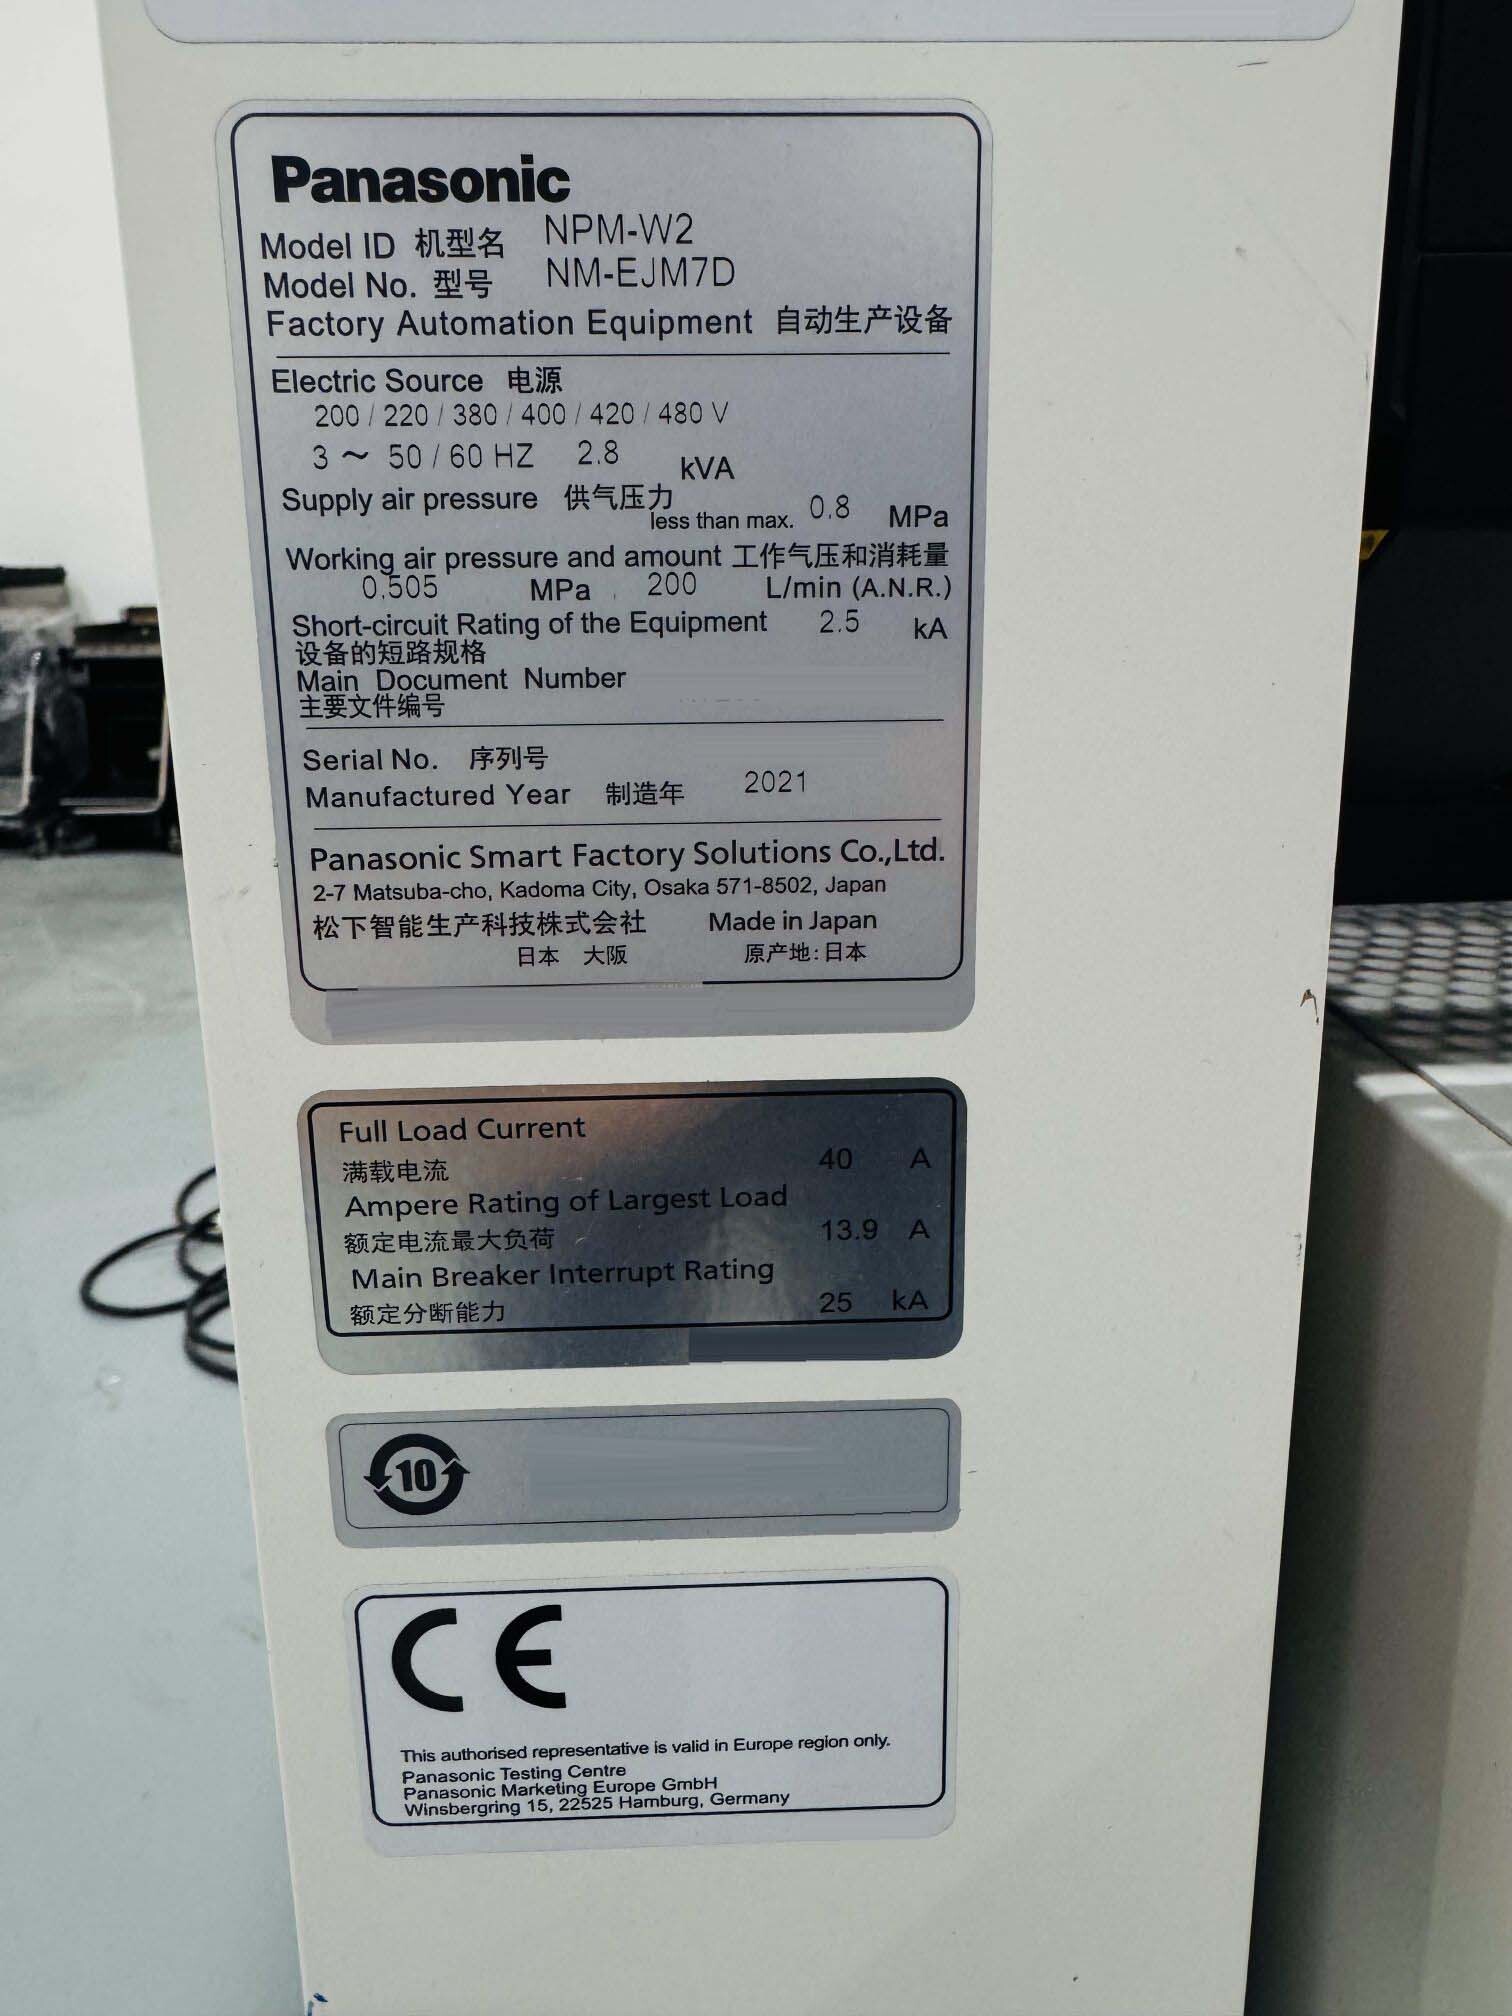 Panasonic
Model ID 机型名 NPM-W2
Model No. 型号 NM-EJM7D
Factory Automation Equipment 自动生产设备
Electric Source 电源
200 / 220 / 380 / 400 / 420 / 480 V
3 ~ 50 / 60 HZ 2.8 kVA
Supply air pressure 供气压力
less than max. 0.8 MPa
Working air pressure and amount 工作气压和消耗量
0.505 MPa , 200 L/min (A.N.R.)
Short-circuit Rating of the Equipment 2.5 kA
设备的短路规格
Main Document Number
主要文件编号
Serial No. 序列号
Manufactured Year 制造年 2021
Panasonic Smart Factory Solutions Co.,Ltd.
2-7 Matsuba-cho, Kadoma City, Osaka 571-8502, Japan
松下智能生产科技株式会社 Made in Japan
日本 大阪 原产地:日本
Full Load Current
满载电流 40 A
Ampere Rating of Largest Load
额定电流最大负荷 13.9 A
Main Breaker Interrupt Rating
额定分断能力 25 kA
10
CE
This authorised representative is valid in Europe region only.
Panasonic Testing Centre
Panasonic Marketing Europe GmbH
Winsbergring 15, 22525 Hamburg, Germany